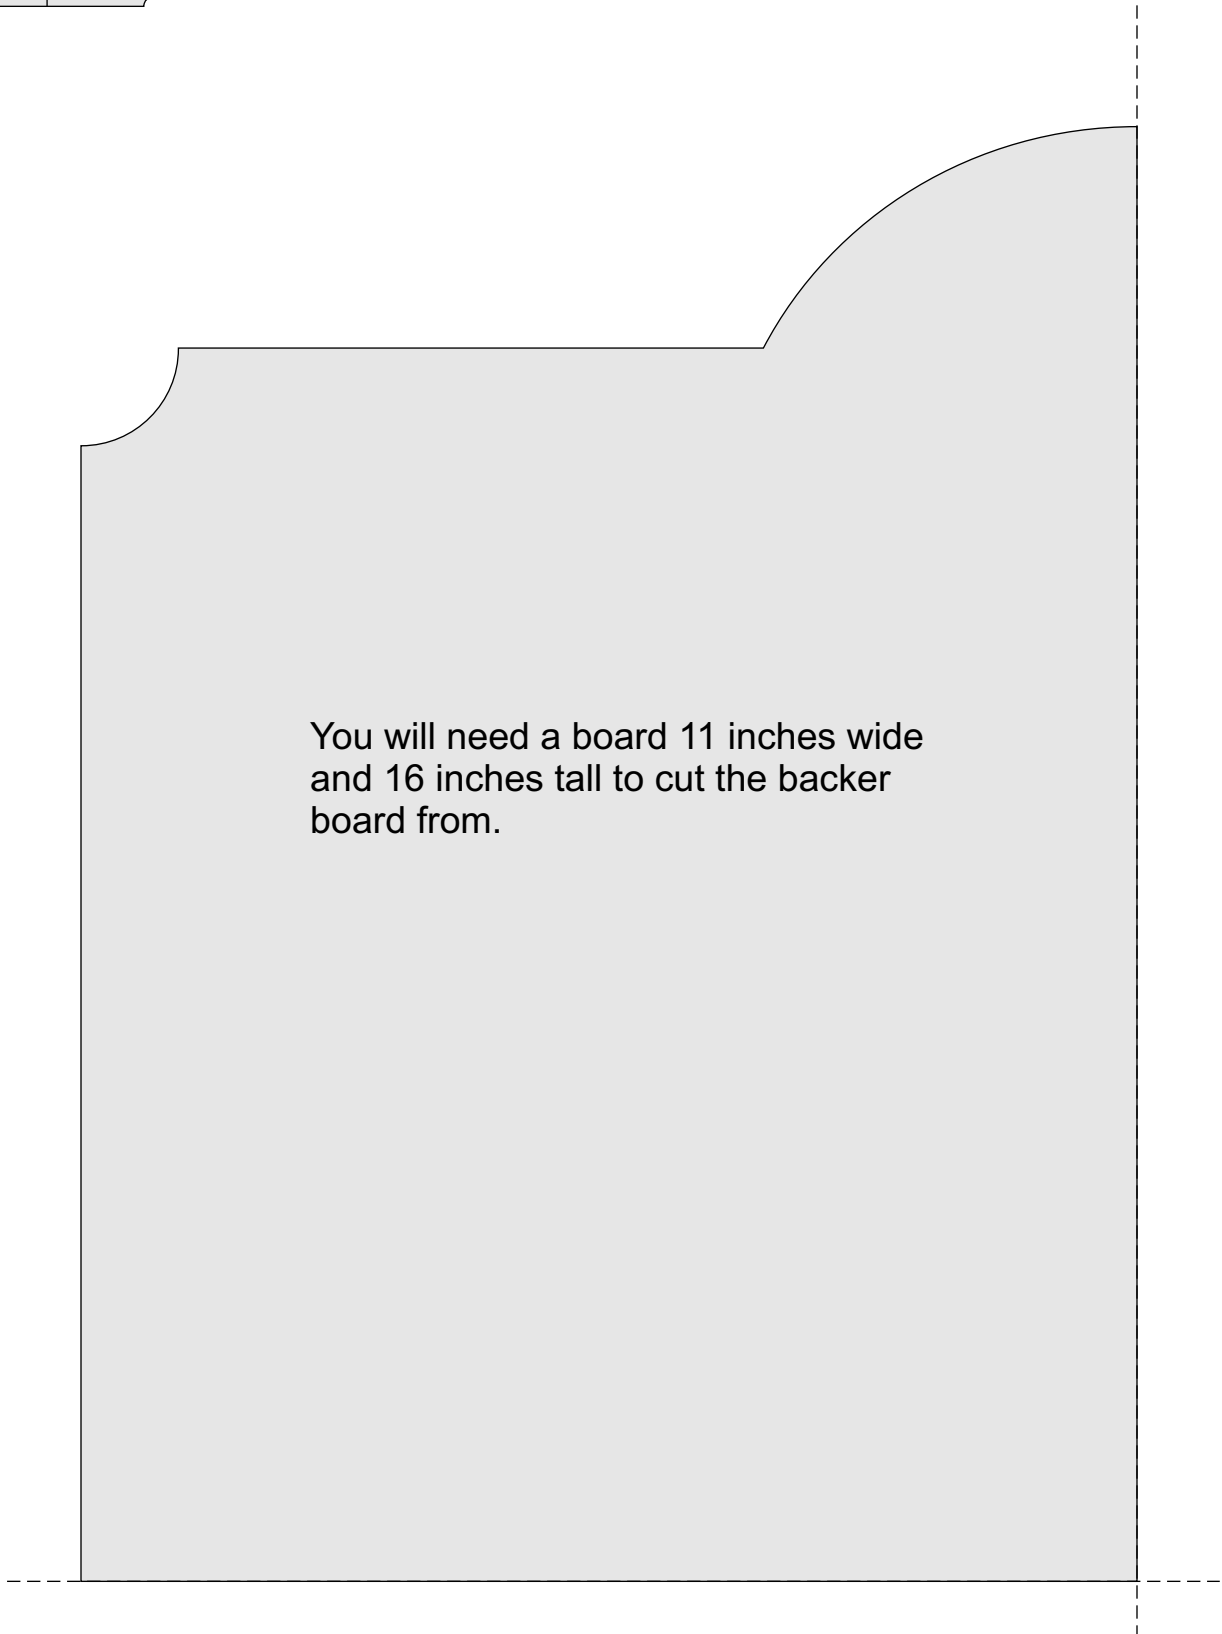 You will need a board 11 inches wide
and 16 inches tall to cut the backer
board from.